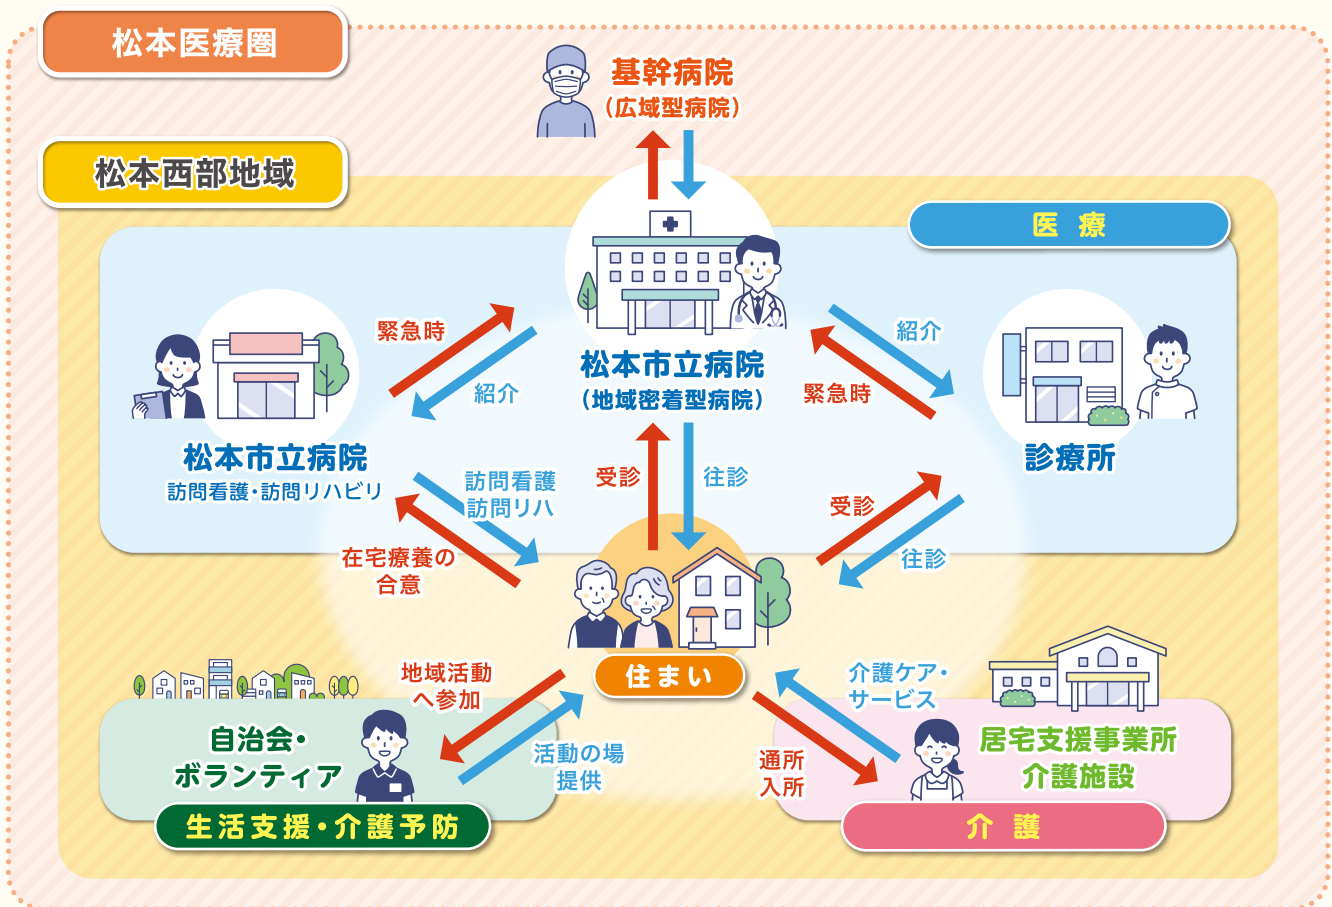 松本医療圏
基幹病院
（広域型病院）
松本西部地域
医療
緊急時
紹介
松本市立病院
（地域密着型病院）
紹介
緊急時
松本市立病院
訪問看護・訪問リハビリ
診療所
訪問看護
訪問リハ
受診
往診
受診
往診
在宅療養の
合意
住まい
地域活動
へ参加
介護ケア・
サービス
自治会・
ボランティア
活動の場
提供
通所
入所
居宅支援事業所
介護施設
生活支援・介護予防
介護